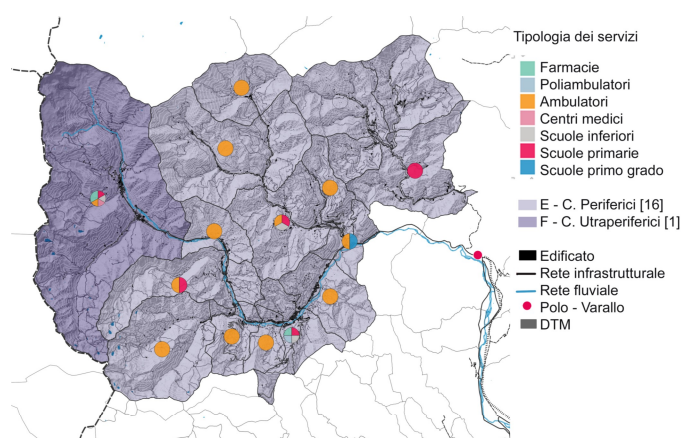 Tipologia dei servizi
Farmacie
Poliambulatori
Ambulatori
Centri medici
Scuole inferiori
Scuole primarie
Scuole primo grado
E - C. Periferici [16]
F - C. Utraperiferici [1]
Edificato
Rete infrastrutturale
Rete fluviale
Polo - Varallo
DTM